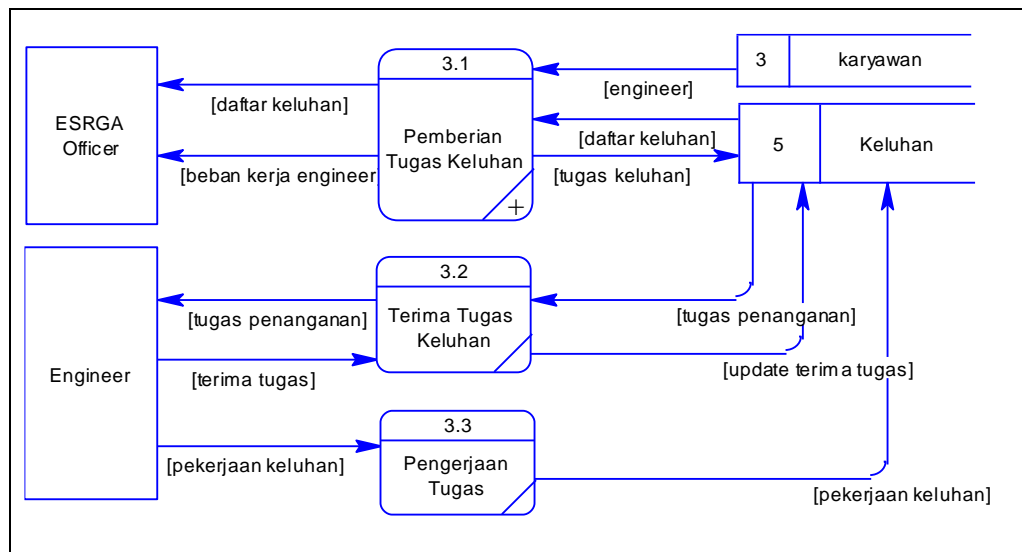 ESRGA
Officer
[daftar keluhan]
[beban kerja engineer
3.1
Pemberian
Tugas Keluhan
[engineer]
[daftar keluhan]
[tugas keluhan]
3
karyawan
5
Keluhan
Engineer
[tugas penanganan]
[terima tugas]
[pekerjaan keluhan]
3.2
Terima Tugas
Keluhan
[tugas penanganan]
[update terima tugas]
3.3
Pengerjaan
Tugas
[pekerjaan keluhan]